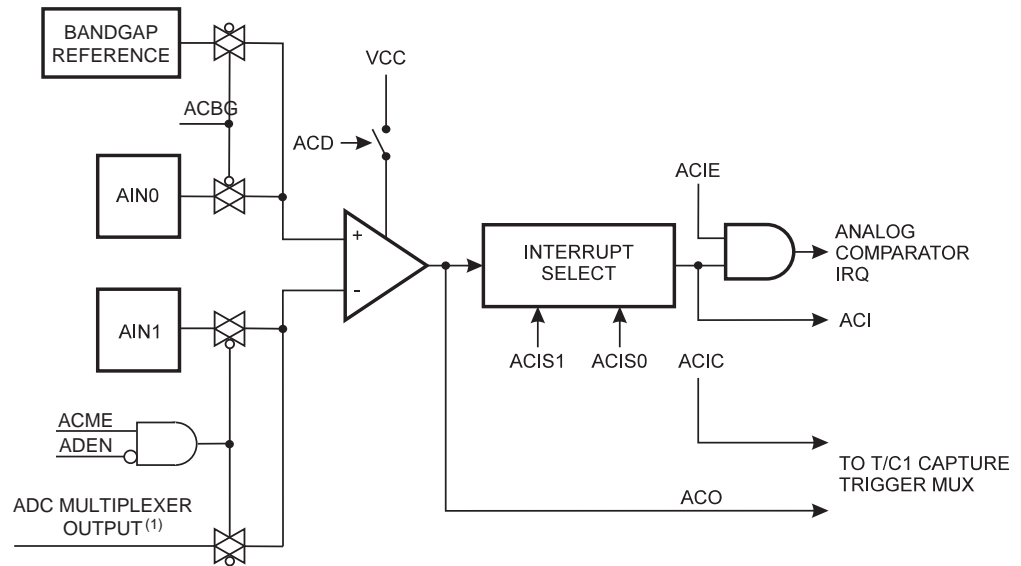 BANDGAP
REFERENCE
VCC
ACBG
ACD
AIN0
ACIE
+
-
INTERRUPT
SELECT
ANALOG
COMPARATOR
IRQ
AIN1
ACI
ACIS1
ACIS0
ACIC
ACME
ADEN
TO T/C1 CAPTURE
TRIGGER MUX
ACO
ADC MULTIPLEXER
OUTPUT (1)